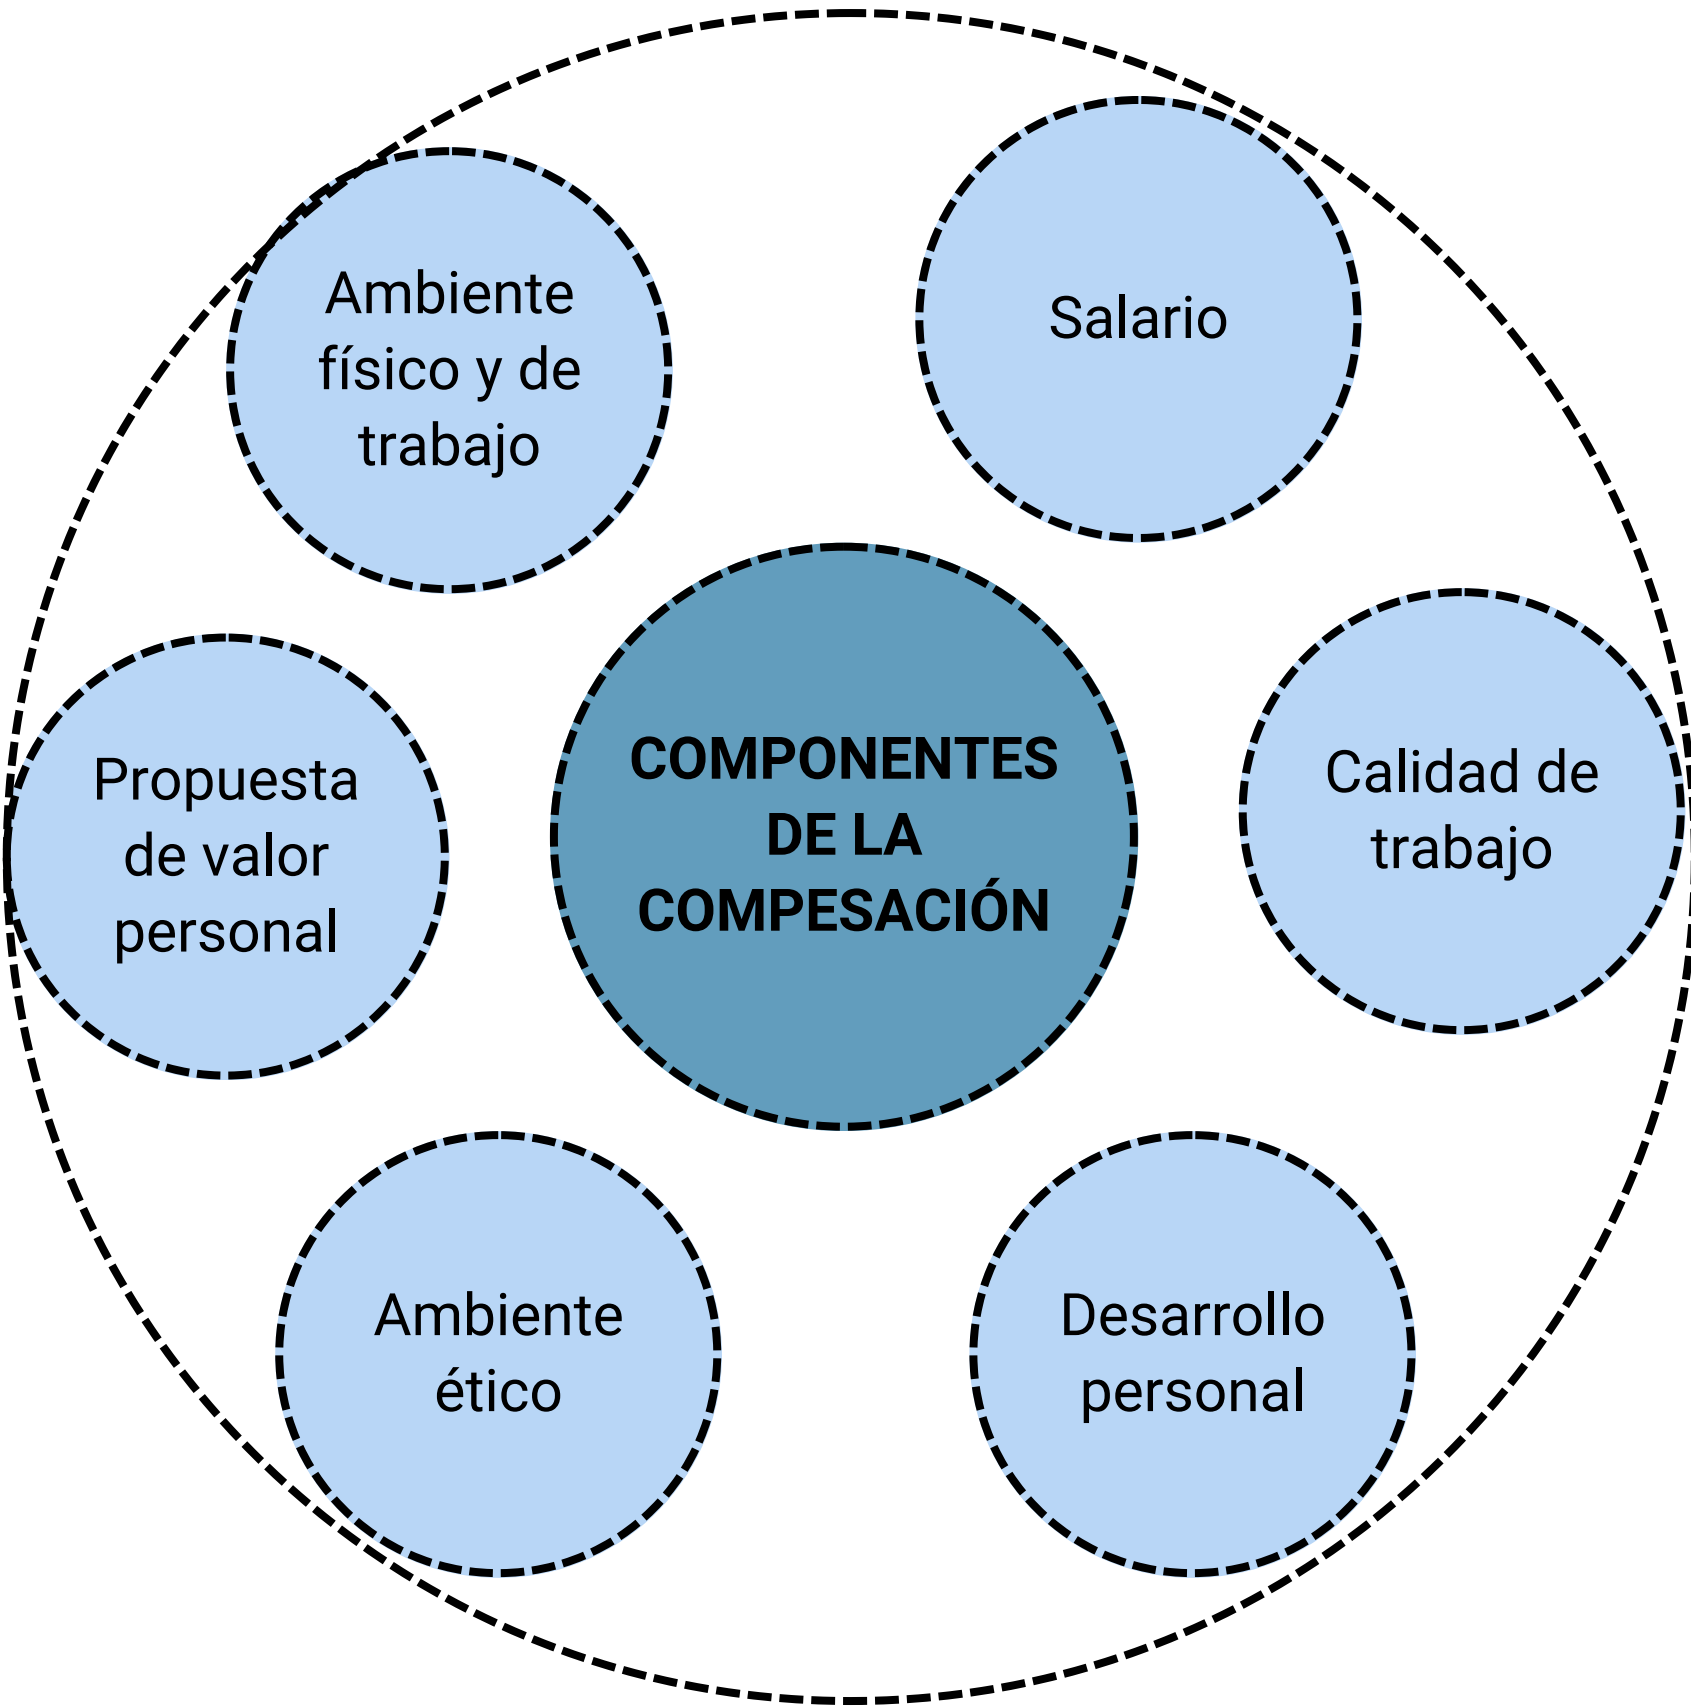 Ambiente
físico y de
trabajo
Salario
COMPONENTES
DE LA
COMPESACIÓN
Calidad de
trabajo
Propuesta
de valor
personal
Ambiente
ético
Desarrollo
personal